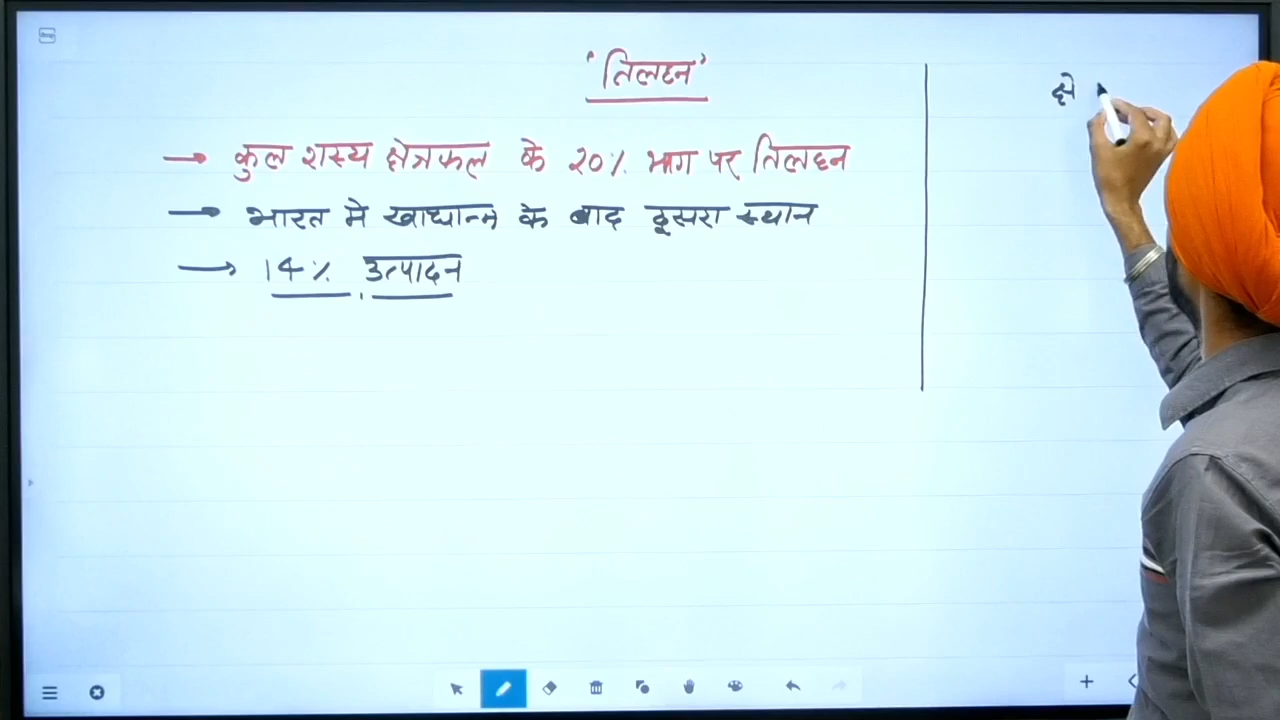 'तिलहन'
→ कुल शस्य क्षेत्रफल के 20% भाग पर तिलहन
→ भारत मे खाद्यान्न के बाद दूसरा स्थान
→ 14% उत्पादन
क्षे